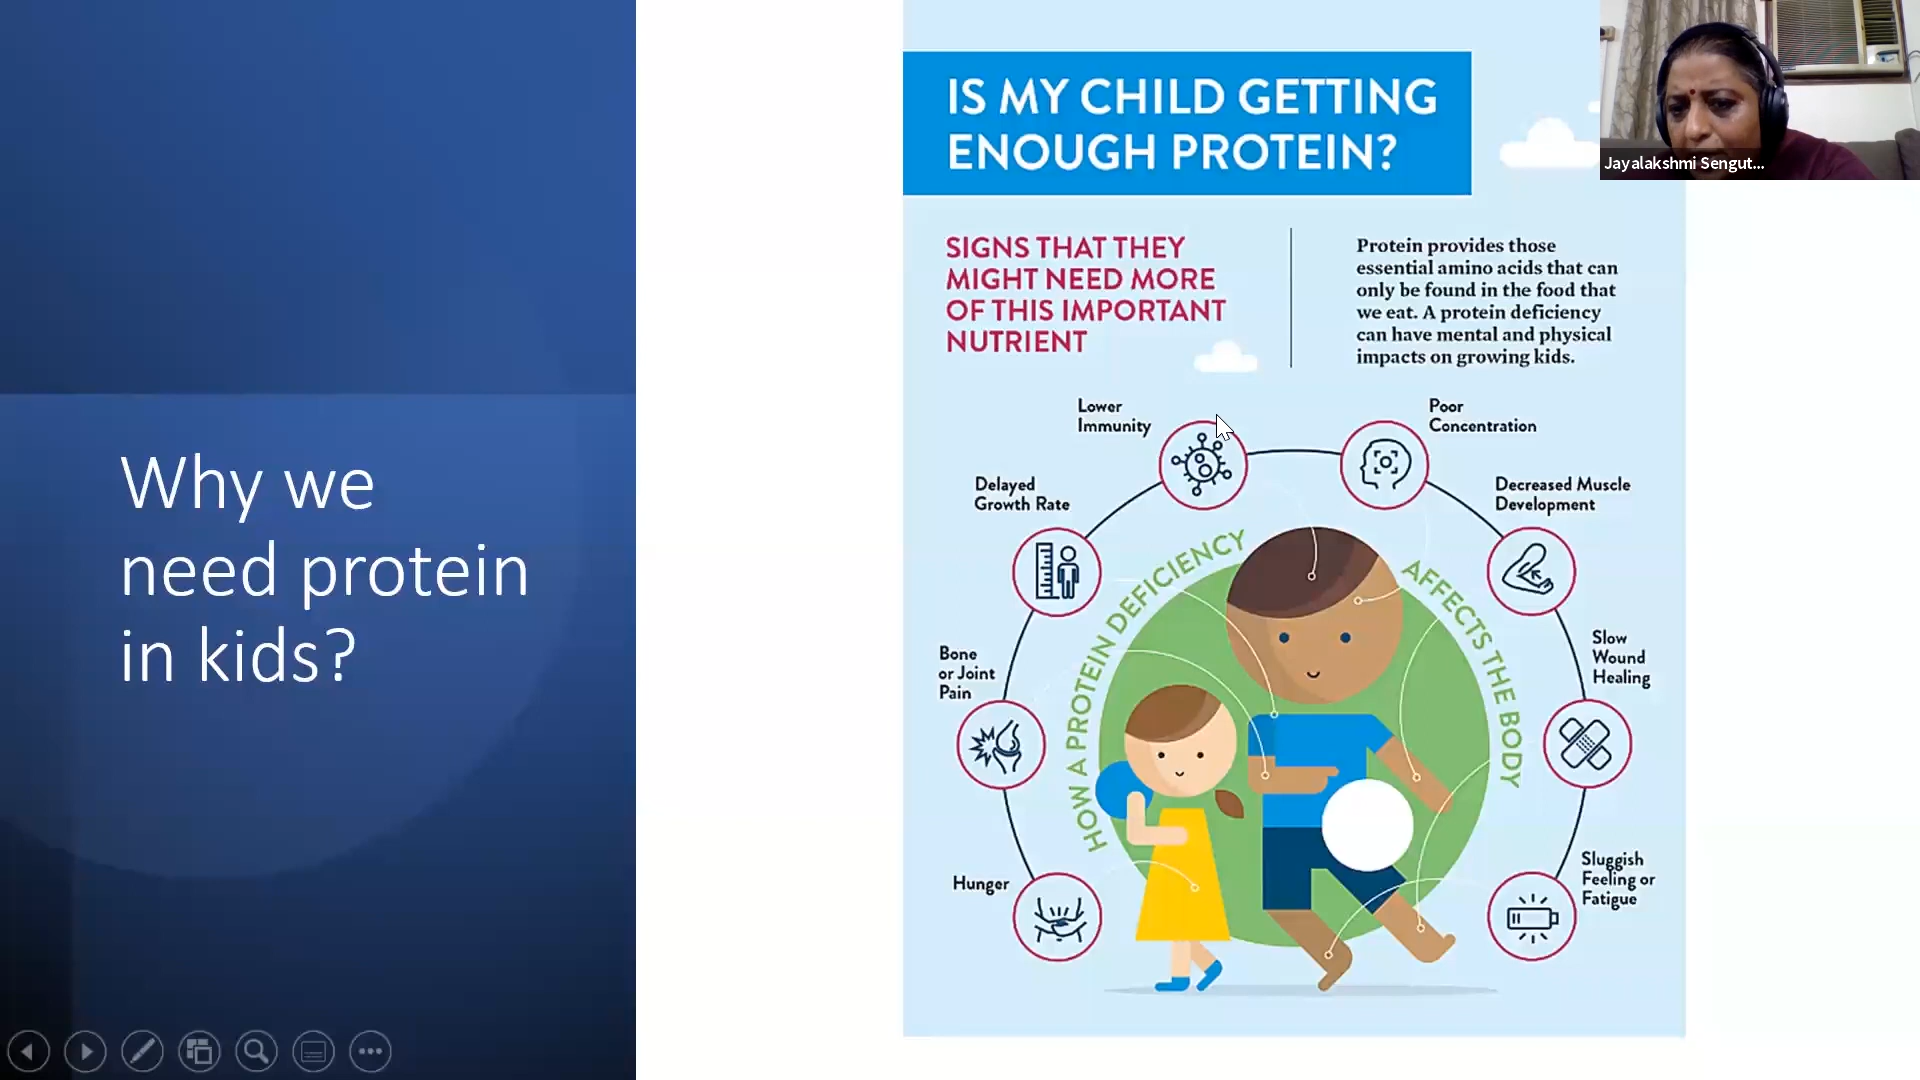 Why we
need protein
in kids?
IS MY CHILD GETTING
ENOUGH PROTEIN?
Jayalakshmi Sengut...
SIGNS THAT THEY
MIGHT NEED MORE
OF THIS IMPORTANT
NUTRIENT
Protein provides those
essential amino acids that can
only be found in the food that
we eat. A protein deficiency
can have mental and physical
impacts on growing kids.
Lower
Immunity
Poor
Concentration
Delayed
Growth Rate
Decreased Muscle
Development
Bone
or Joint
Pain
Slow
Wound
Healing
Hunger
Sluggish
Feeling or
Fatigue
HOW A PROTEIN DEFICIENCY
AFFECTS THE BODY